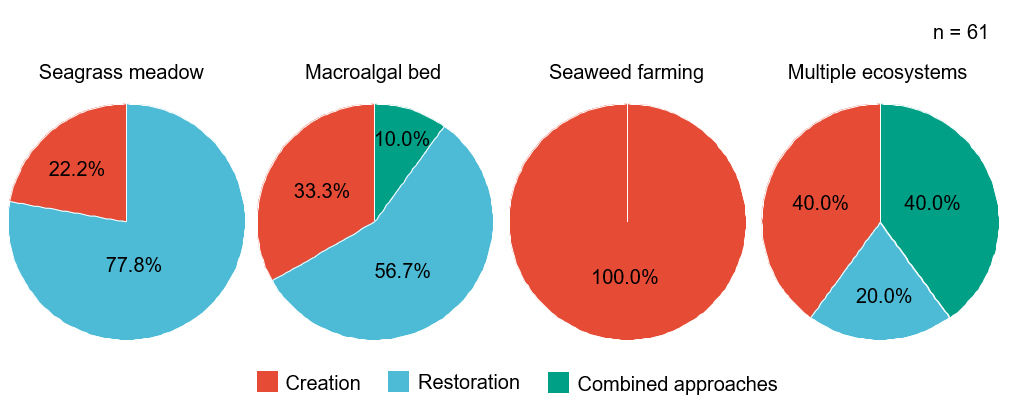 n = 61
Seagrass meadow
Macroalgal bed
Seaweed farming
Multiple ecosystems
22.2%
77.8%
10.0%
33.3%
56.7%
100.0%
40.0%
40.0%
20.0%
Creation
Restoration
Combined approaches